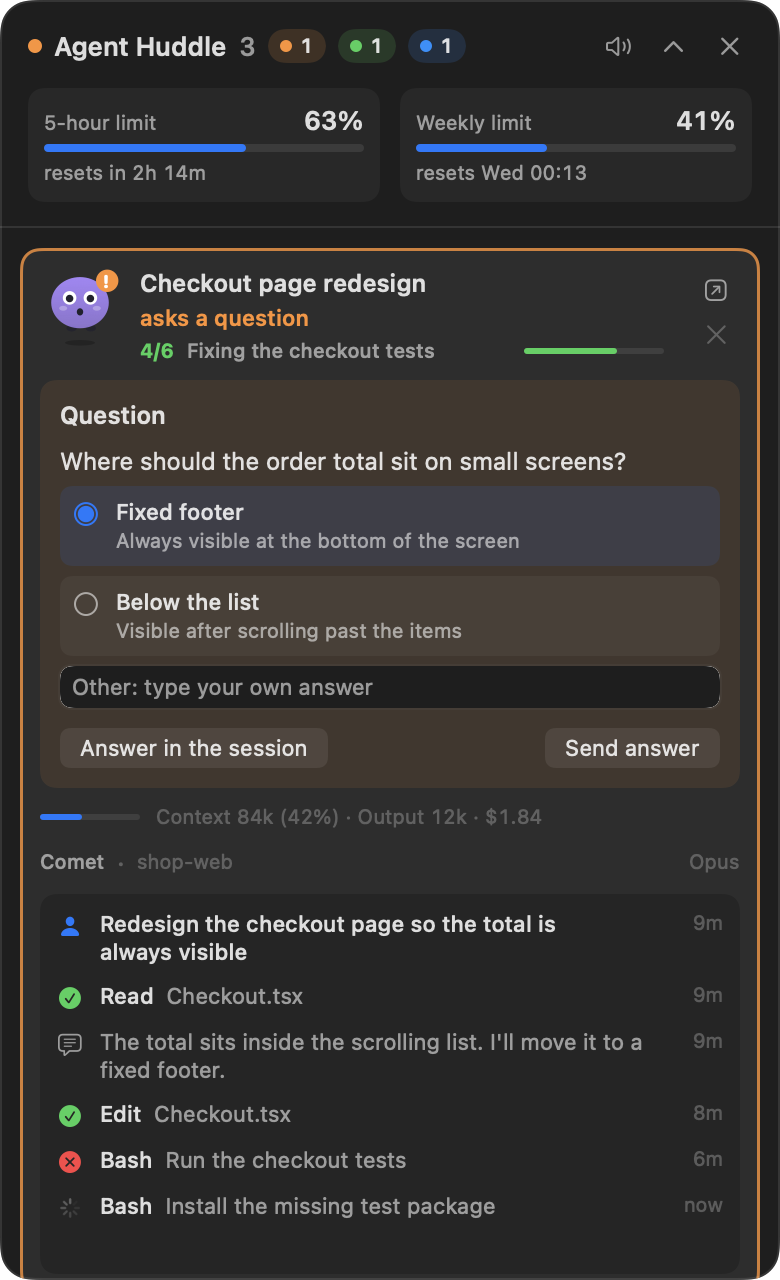 Agent Huddle 3 1 1 1
5-hour limit 63%
resets in 2h 14m
Weekly limit 41%
resets Wed 00:13
!
Checkout page redesign
asks a question
4/6 Fixing the checkout tests
Question
Where should the order total sit on small screens?
Fixed footer
Always visible at the bottom of the screen
Below the list
Visible after scrolling past the items
Other: type your own answer
Answer in the session Send answer
Context 84k (42%) · Output 12k · $1.84
Comet · shop-web Opus
Redesign the checkout page so the total is 9m
always visible
Read Checkout.tsx 9m
The total sits inside the scrolling list. I'll move it to a 9m
fixed footer.
Edit Checkout.tsx 8m
Bash Run the checkout tests 6m
Bash Install the missing test package now